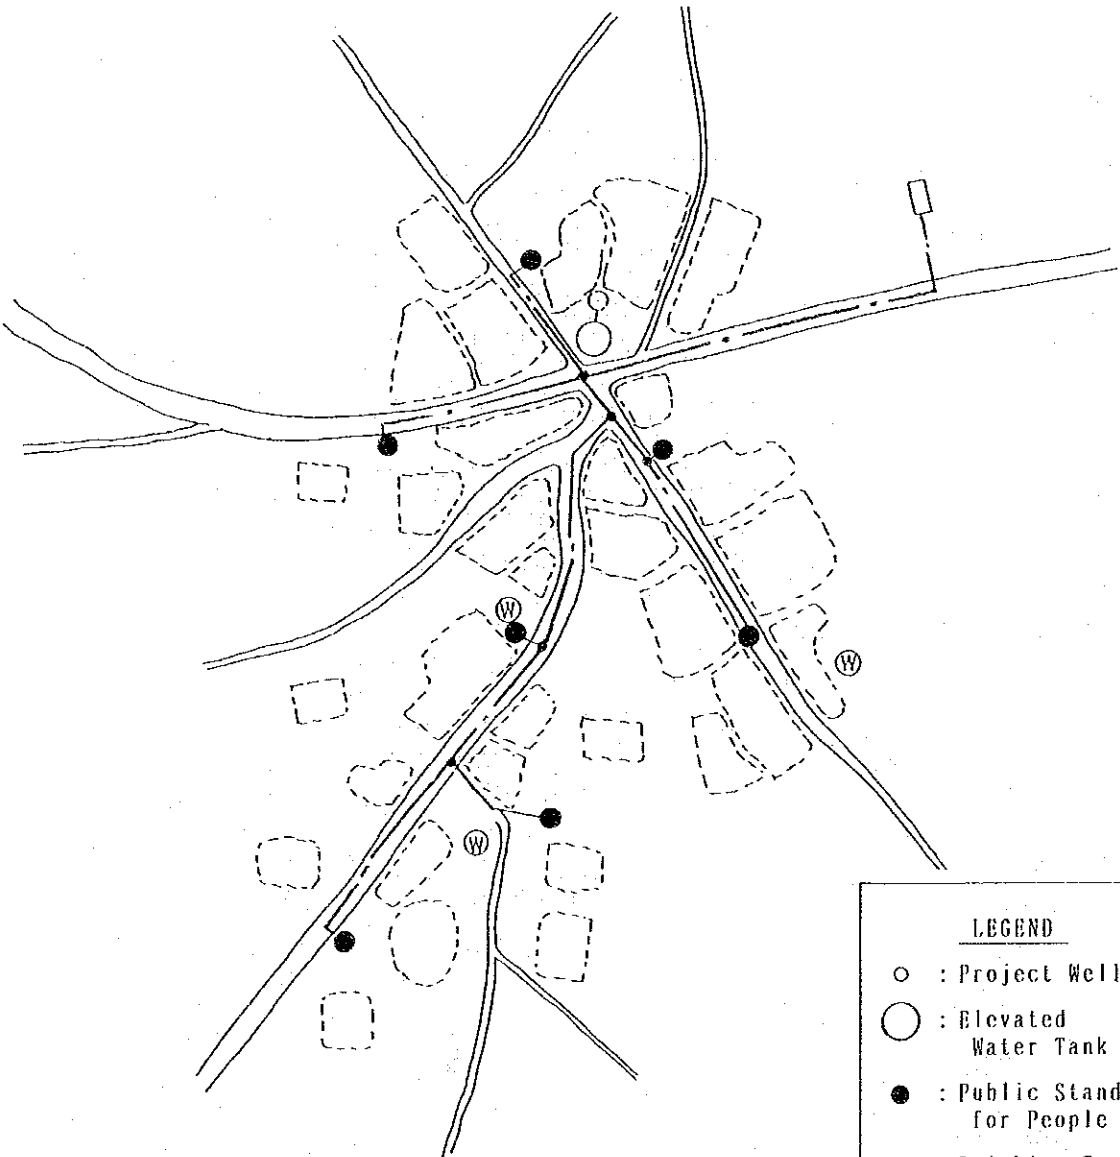 W
W
W
LEGEND
: Project Well
: Elevated
Water Tank
: Public Stand
for People